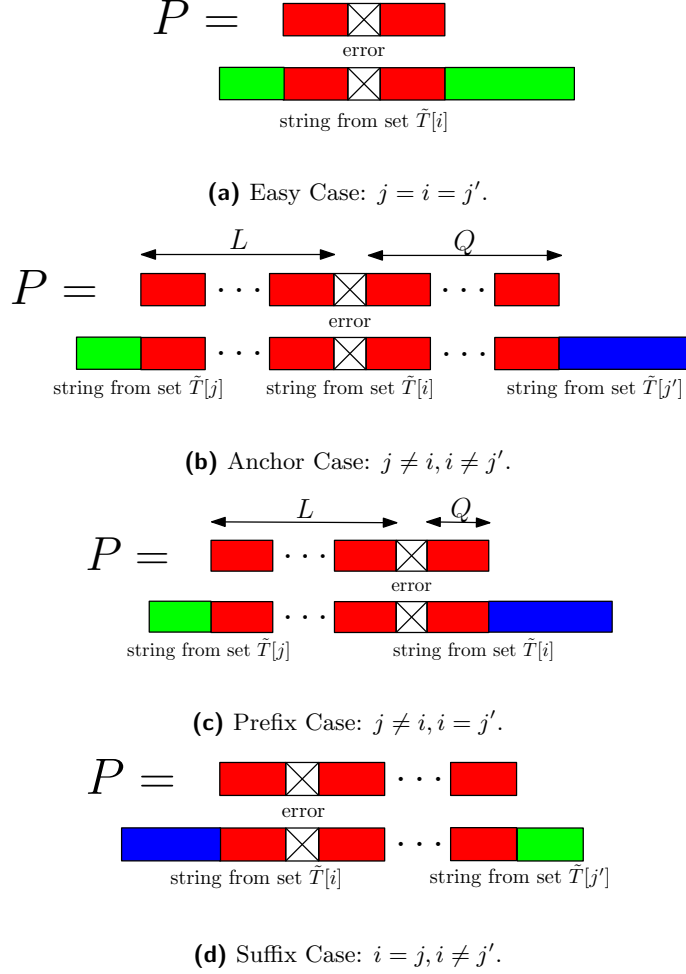 P =
error
string from set T̃[i]
(a) Easy Case: j = i = j′.
L Q
P = · · · · · ·
error
· · · · · ·
string from set T̃[j] string from set T̃[i] string from set T̃[j′]
(b) Anchor Case: j ≠ i, i ≠ j′.
L Q
P = · · ·
error
· · ·
string from set T̃[j] string from set T̃[i]
(c) Prefix Case: j ≠ i, i = j′.
P = · · ·
error
· · ·
string from set T̃[i] string from set T̃[j′]
(d) Suffix Case: i = j, i ≠ j′.